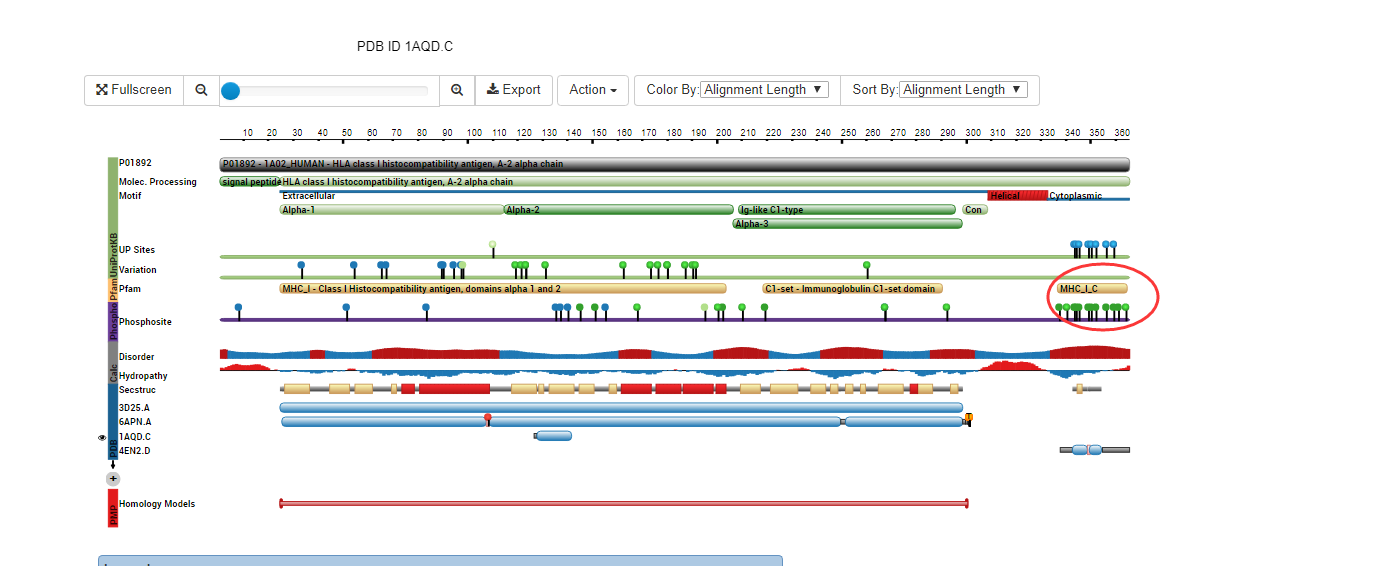 PDB ID 1AQD.C
Fullscreen Export Action Color By: Alignment Length ▼ Sort By: Alignment Length ▼
10 20 30 40 50 60 70 80 90 100 110 120 130 140 150 160 170 180 190 200 210 220 230 240 250 260 270 280 290 300 310 320 330 340 350 360
P01892 P01892 - 1A02_HUMAN - HLA class I histocompatibility antigen, A-2 alpha chain
Molec. Processing signal peptide HLA class I histocompatibility antigen, A-2 alpha chain
Motif Extracellular Helical Cytoplasmic
Alpha-1 Alpha-2 Ig-like C1-type Con
Alpha-3
UniProtKB
UP Sites
Variation
Pfam
Pfam MHC_I - Class I Histocompatibility antigen, domains alpha 1 and 2 C1-set - Immunoglobulin C1-set domain MHC_I_C
Phospho
Phosphosite
Disorder
Calc
Hydropathy
Secstruc
3D25.A
6APN.A
1AQD.C
PDB
4EN2.D
+
PMP
Homology Models